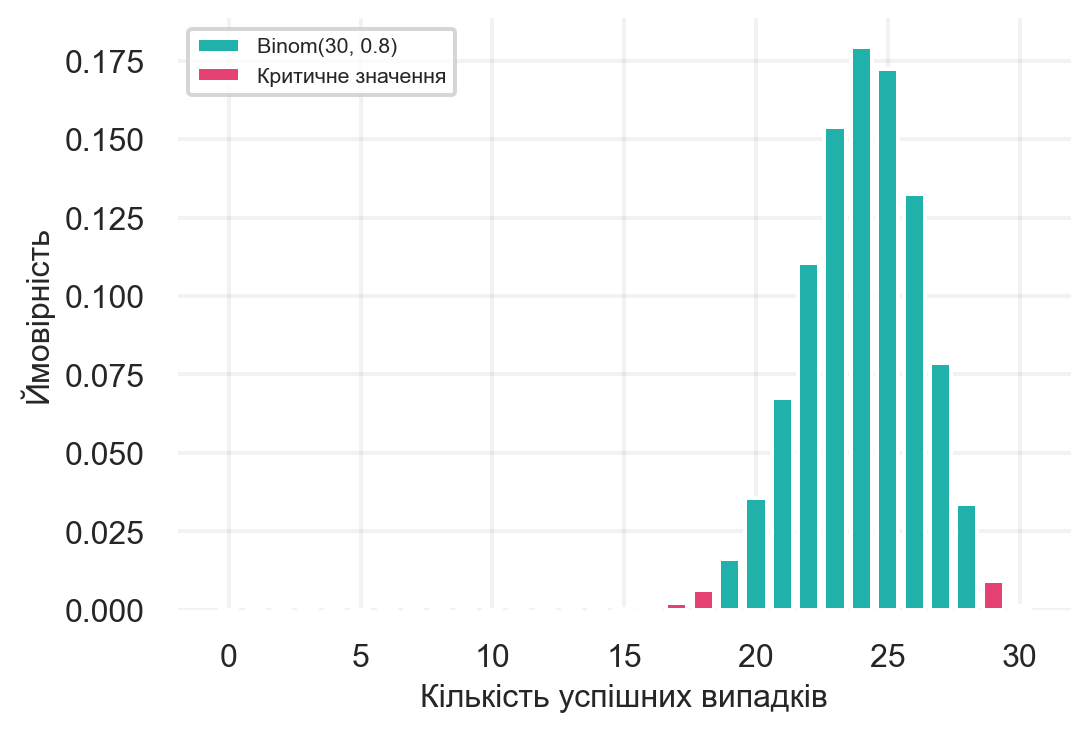 Binom(30, 0.8)
Критичне значення
0.175
0.150
0.125
0.100
0.075
0.050
0.025
0.000
Ймовірність
0 5 10 15 20 25 30
Кількість успішних випадків